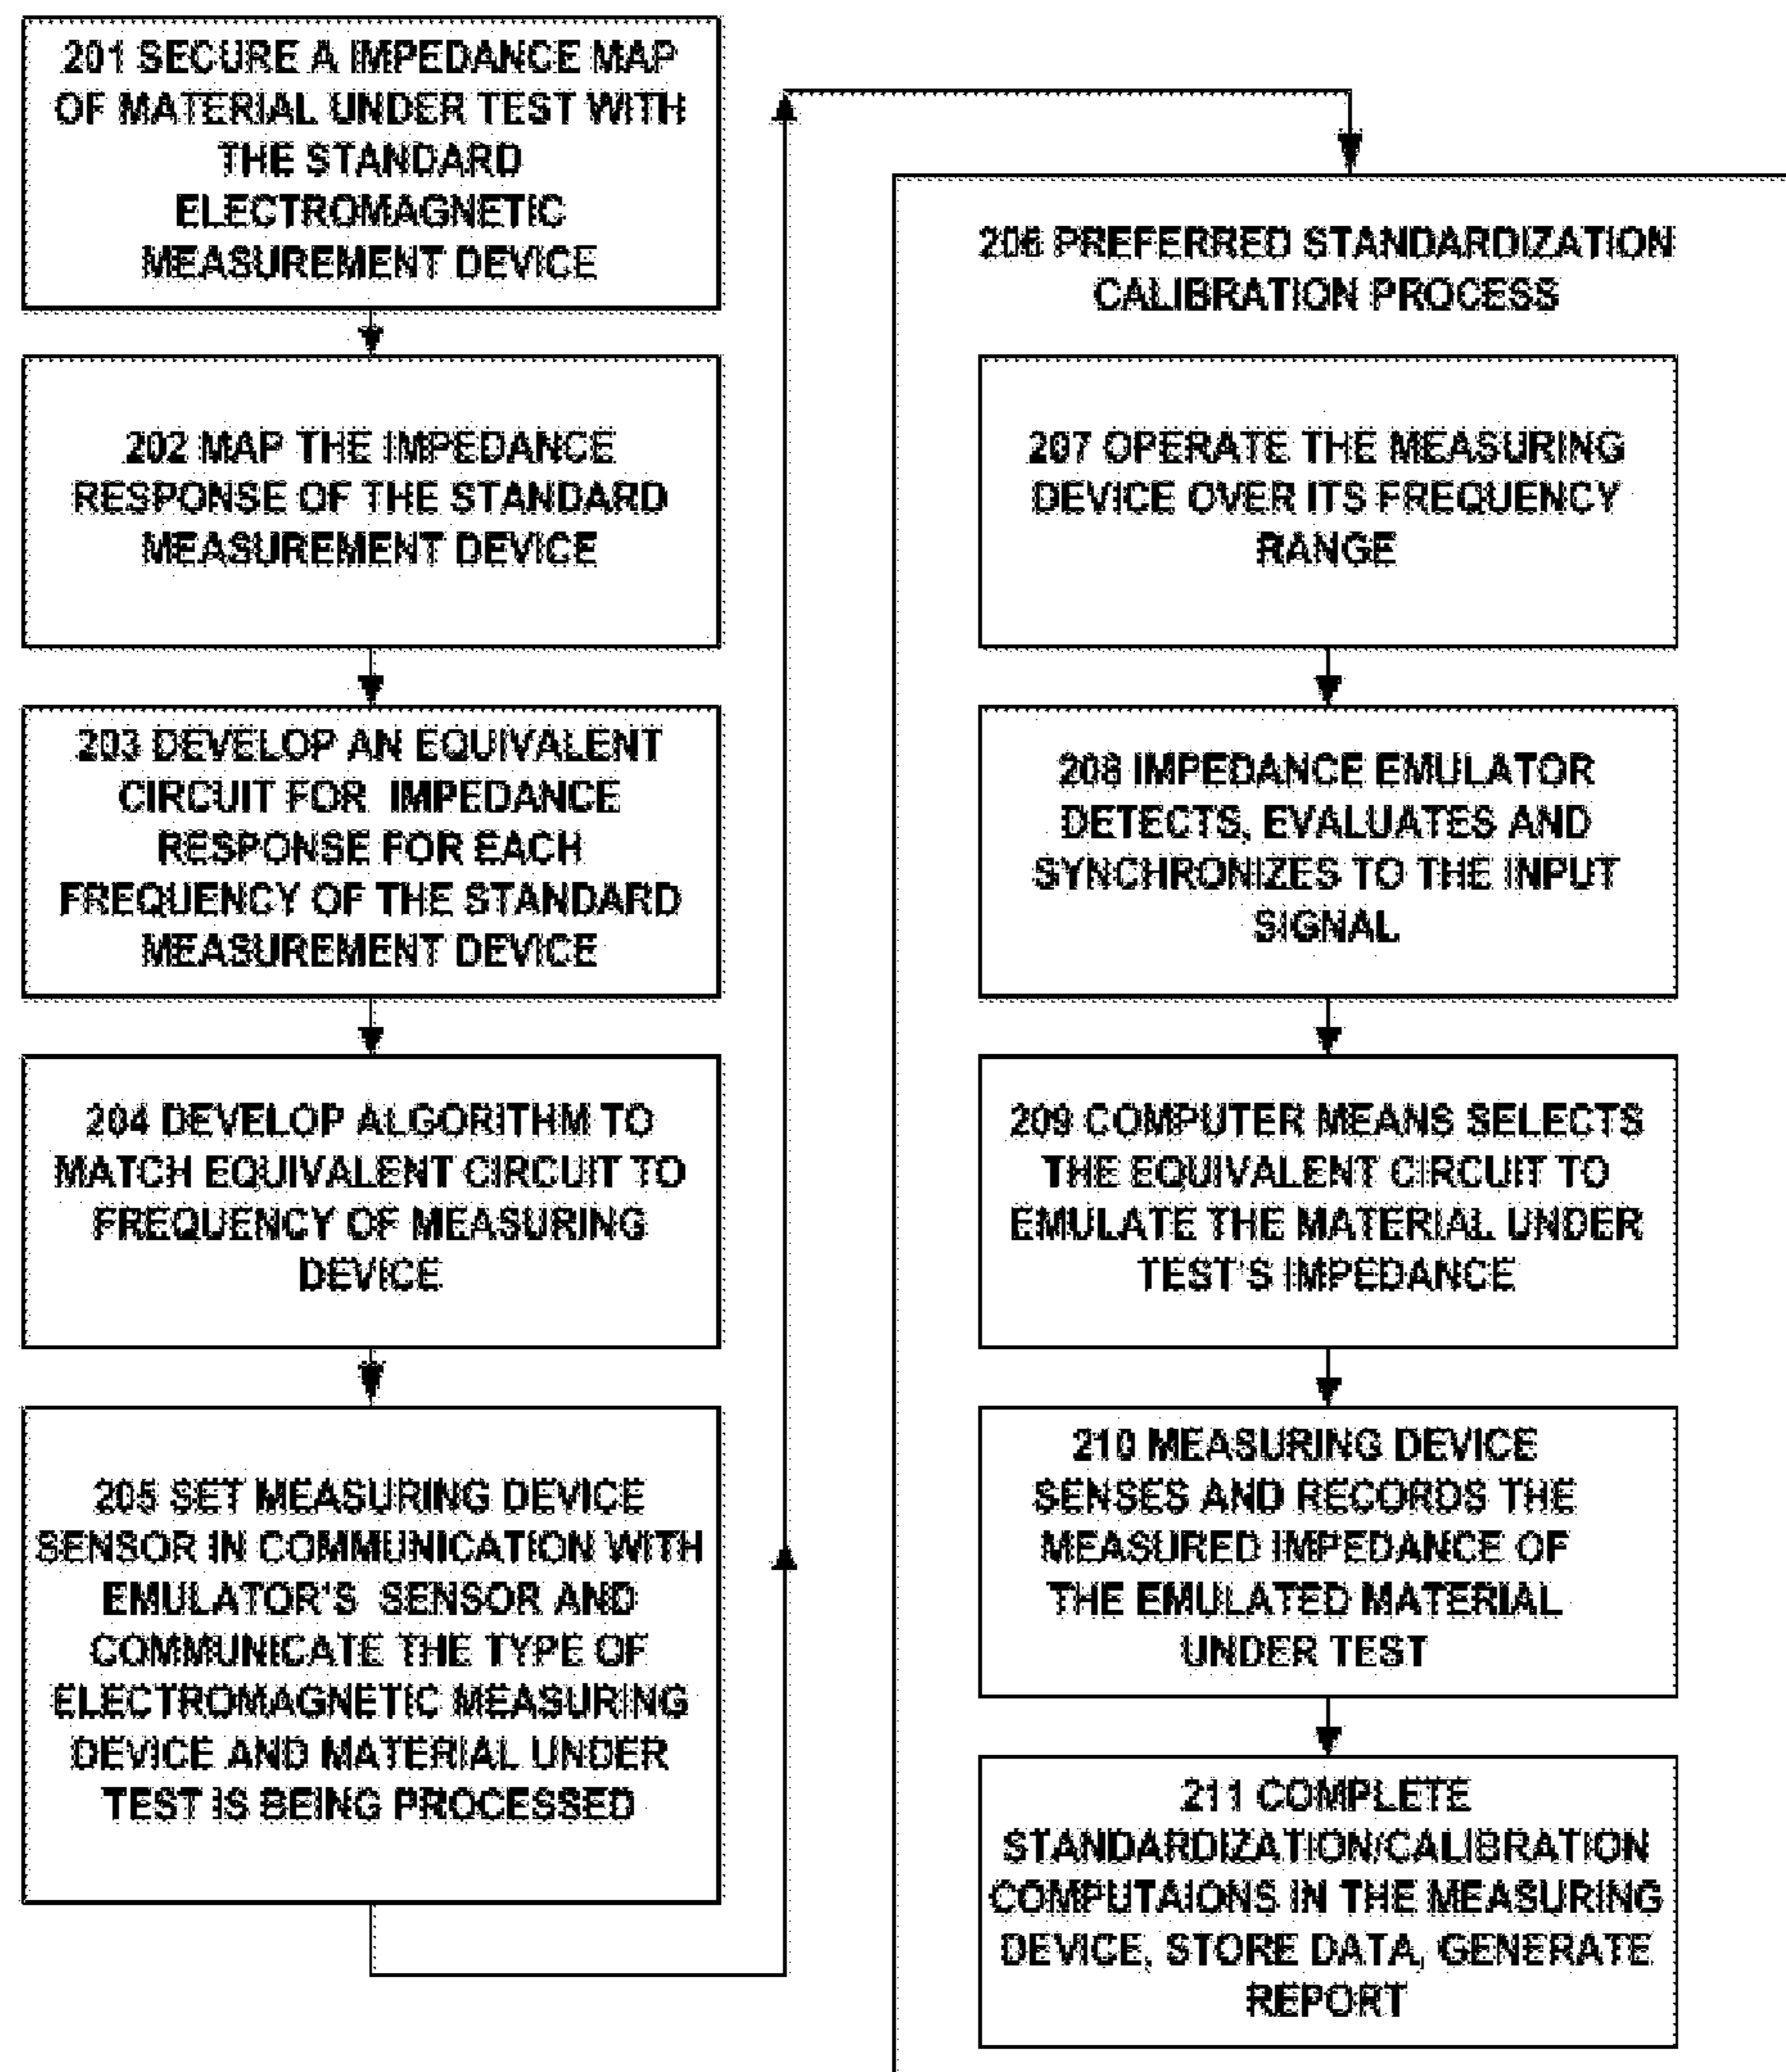 201 SECURE A IMPEDANCE MAP
OF MATERIAL UNDER TEST WITH
THE STANDARD
ELECTROMAGNETIC
MEASUREMENT DEVICE
202 MAP THE IMPEDANCE
RESPONSE OF THE STANDARD
MEASUREMENT DEVICE
203 DEVELOP AN EQUIVALENT
CIRCUIT FOR IMPEDANCE
RESPONSE FOR EACH
FREQUENCY OF THE STANDARD
MEASUREMENT DEVICE
204 DEVELOP ALGORITHM TO
MATCH EQUIVALENT CIRCUIT TO
FREQUENCY OF MEASURING
DEVICE
205 SET MEASURING DEVICE
SENSOR IN COMMUNICATION WITH
EMULATOR'S SENSOR AND
COMMUNICATE THE TYPE OF
ELECTROMAGNETIC MEASURING
DEVICE AND MATERIAL UNDER
TEST IS BEING PROCESSED
206 PREFERRED STANDARDIZATION
CALIBRATION PROCESS
207 OPERATE THE MEASURING
DEVICE OVER ITS FREQUENCY
RANGE
208 IMPEDANCE EMULATOR
DETECTS, EVALUATES AND
SYNCHRONIZES TO THE INPUT
SIGNAL
209 COMPUTER MEANS SELECTS
THE EQUIVALENT CIRCUIT TO
EMULATE THE MATERIAL UNDER
TEST'S IMPEDANCE
210 MEASURING DEVICE
SENSES AND RECORDS THE
MEASURED IMPEDANCE OF
THE EMULATED MATERIAL
UNDER TEST
211 COMPLETE
STANDARDIZATION/CALIBRATION
COMPUTAIONS IN THE MEASURING
DEVICE, STORE DATA, GENERATE
REPORT